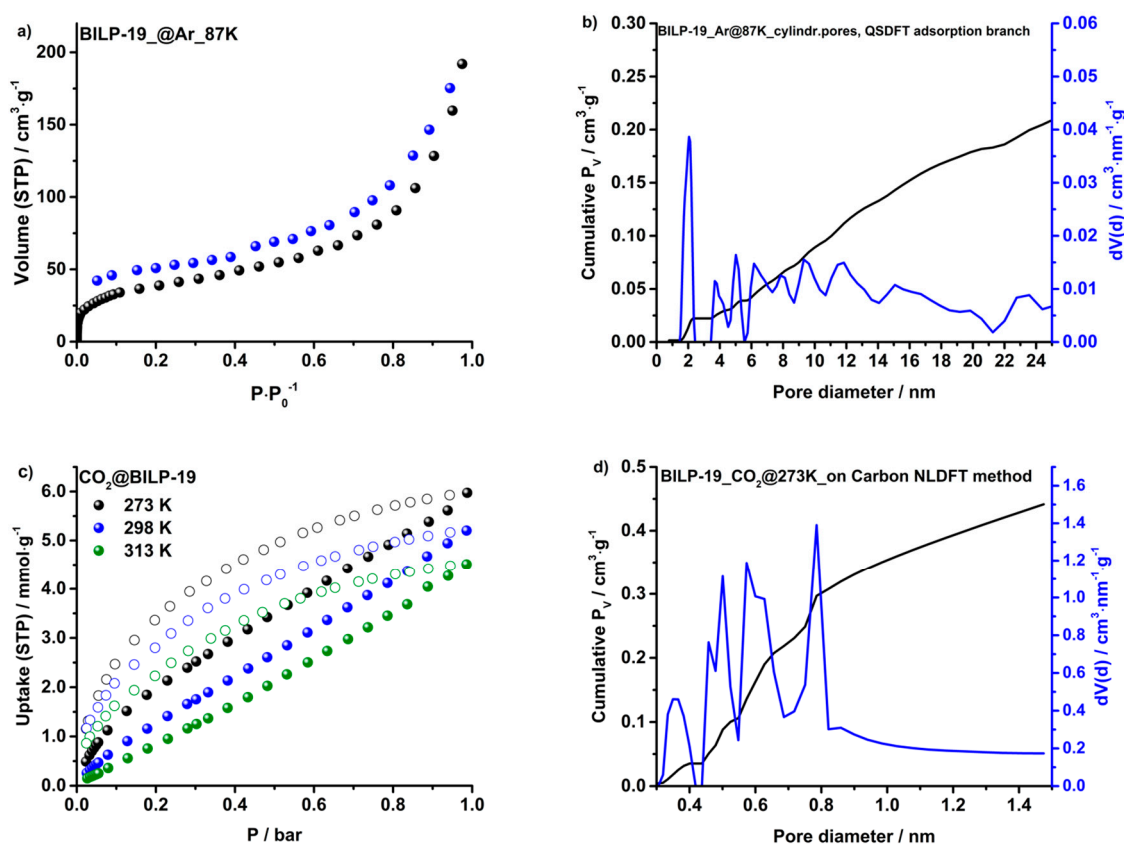 a)
BILP-19_@Ar_87K
200
150
100
50
0
0.0 0.2 0.4 0.6 0.8 1.0
Volume (STP) / cm³·g⁻¹
P·P₀⁻¹
b)
BILP-19_Ar@87K_cylindr.pores, QSDFT adsorption branch
0.30
0.25
0.20
0.15
0.10
0.05
0.00
0 2 4 6 8 10 12 14 16 18 20 22 24
Cumulative Pᵥ / cm³·g⁻¹
Pore diameter / nm
0.06
0.05
0.04
0.03
0.02
0.01
0.00
dV(d) / cm³·nm⁻¹·g⁻¹
c)
CO₂@BILP-19
273 K
298 K
313 K
6.0
5.0
4.0
3.0
2.0
1.0
0.0
0.0 0.2 0.4 0.6 0.8 1.0
Uptake (STP) / mmol·g⁻¹
P / bar
d)
BILP-19_CO₂@273K_on Carbon NLDFT method
0.5
0.4
0.3
0.2
0.1
0.0
0.4 0.6 0.8 1.0 1.2 1.4
Cumulative Pᵥ / cm³·g⁻¹
Pore diameter / nm
1.6
1.5
1.3
1.2
1.0
0.9
0.8
0.6
0.4
0.3
0.2
0.0
dV(d) / cm³·nm⁻¹·g⁻¹